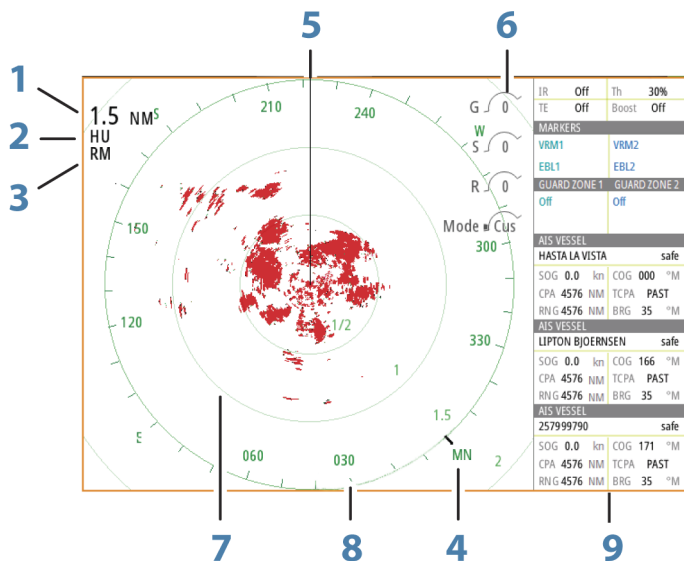 5
6
1
2
3
1.5 NM
HU
RM
S
210
240
W
300
330
MN
030
060
E
120
150
1/2
1
1.5
2
G 0
S 0
R 0
Mode Cus
IR Off Th 30%
TE Off Boost Off
MARKERS
VRM1 VRM2
EBL1 EBL2
GUARD ZONE 1 GUARD ZONE 2
Off Off
AIS VESSEL
HASTA LA VISTA safe
SOG 0.0 kn COG 000 °M
CPA 4576 NM TCPA PAST
RNG 4576 NM BRG 35 °M
AIS VESSEL
LIPTON BJOERNSEN safe
SOG 0.0 kn COG 166 °M
CPA 4576 NM TCPA PAST
RNG 4576 NM BRG 35 °M
AIS VESSEL
257999790 safe
SOG 0.0 kn COG 171 °M
CPA 4576 NM TCPA PAST
RNG 4576 NM BRG 35 °M
7
8
4
9